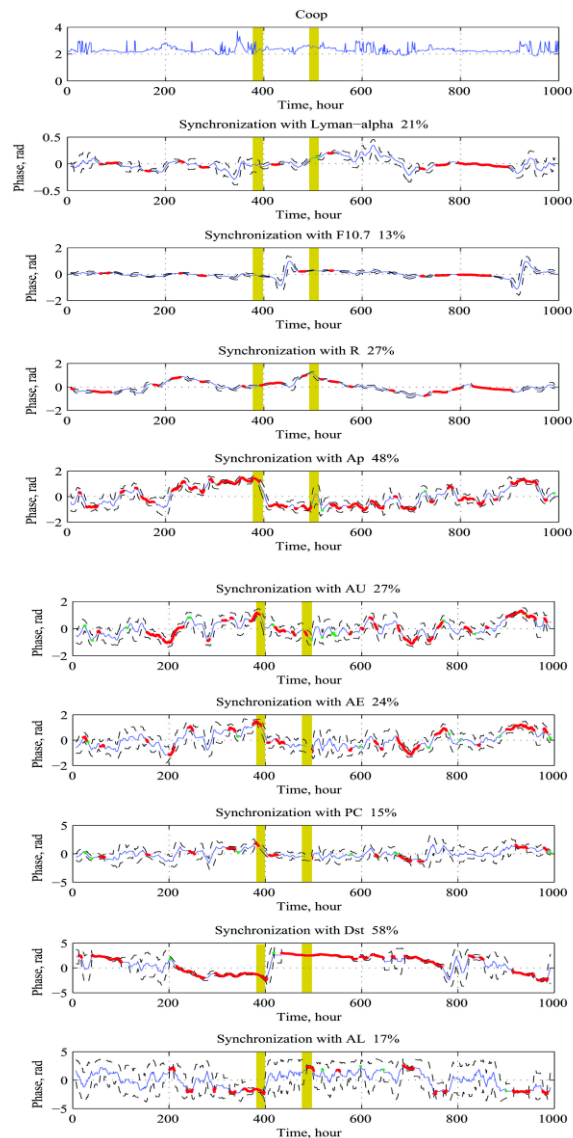 Coop
4
2
0
0 200 400 600 800 1000
Time, hour
Synchronization with Lyman−alpha 21%
Phase, rad
0.5
0
−0.5
0 200 400 600 800 1000
Time, hour
Synchronization with F10.7 13%
Phase, rad
2
0
−2
0 200 400 600 800 1000
Time, hour
Synchronization with R 27%
Phase, rad
2
0
−2
0 200 400 600 800 1000
Time, hour
Synchronization with Ap 48%
Phase, rad
2
0
−2
0 200 400 600 800 1000
Time, hour
Synchronization with AU 27%
Phase, rad
2
0
−2
0 200 400 600 800 1000
Time, hour
Synchronization with AE 24%
Phase, rad
2
0
−2
0 200 400 600 800 1000
Time, hour
Synchronization with PC 15%
Phase, rad
5
0
−5
0 200 400 600 800 1000
Time, hour
Synchronization with Dst 58%
Phase, rad
5
0
−5
0 200 400 600 800 1000
Time, hour
Synchronization with AL 17%
Phase, rad
5
0
−5
0 200 400 600 800 1000
Time, hour